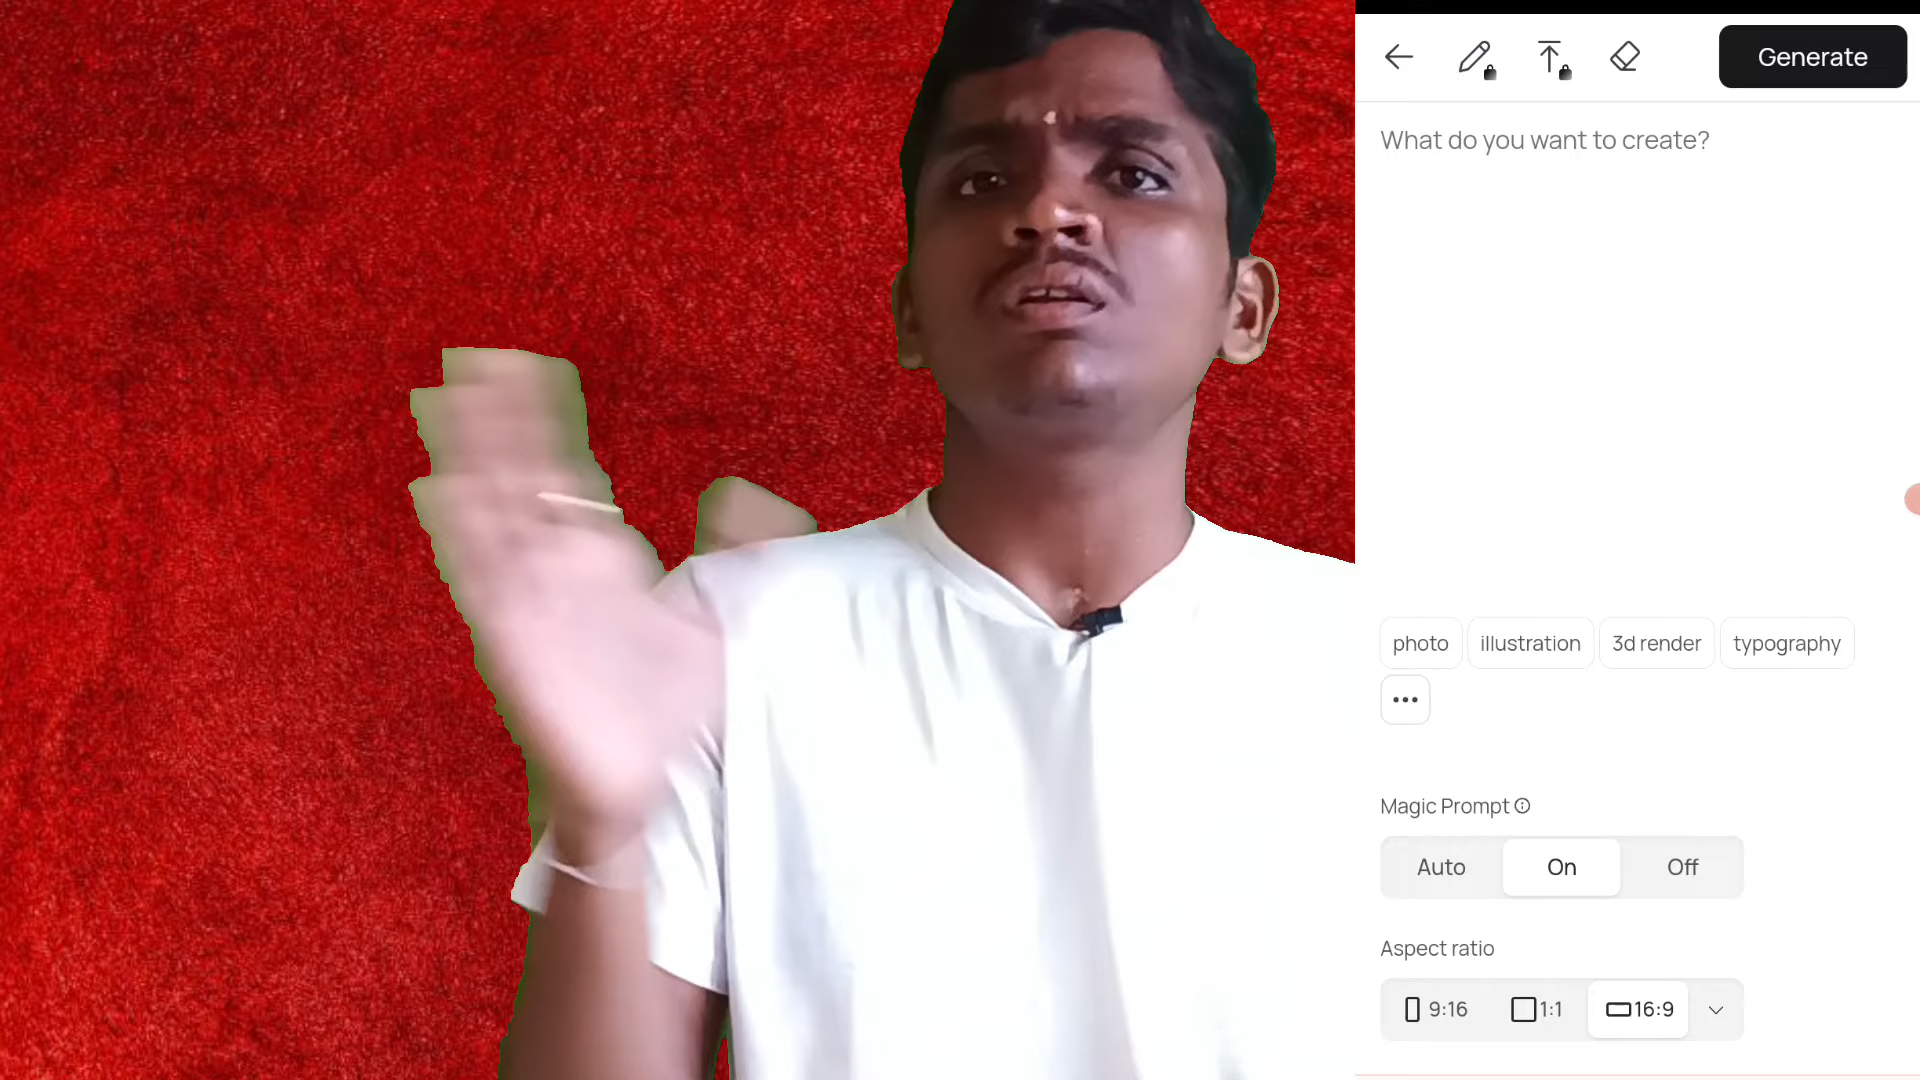 Generate
What do you want to create?
photo illustration 3d render typography
Magic Prompt
Auto On Off
Aspect ratio
9:16 1:1 16:9